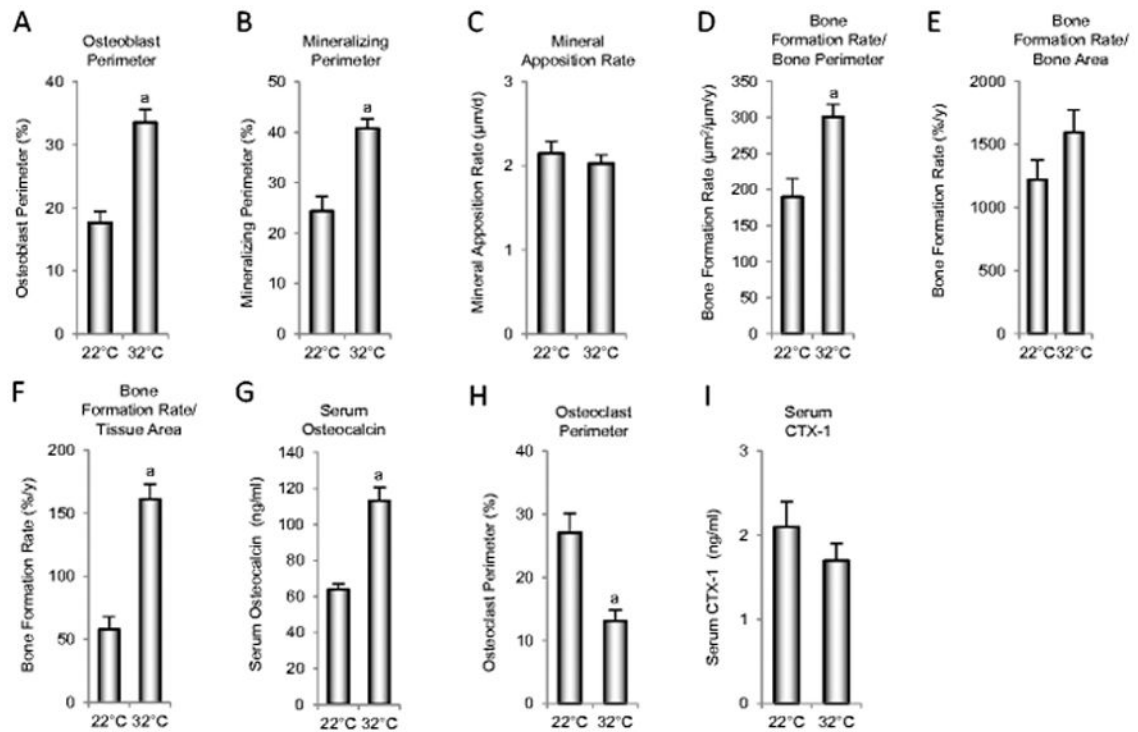 A
Osteoblast
Perimeter
Osteoblast Perimeter (%)
40
30
20
10
0
a
22°C 32°C
B
Mineralizing
Perimeter
Mineralizing Perimeter (%)
50
40
30
20
10
0
a
22°C 32°C
C
Mineral
Apposition Rate
Mineral Apposition Rate (µm/d)
3
2
1
0
22°C 32°C
D
Bone
Formation Rate/
Bone Perimeter
Bone Formation Rate (µm²/µm/y)
350
300
250
200
150
100
50
0
a
22°C 32°C
E
Bone
Formation Rate/
Bone Area
Bone Formation Rate (%/y)
2000
1500
1000
500
0
22°C 32°C
F
Bone
Formation Rate/
Tissue Area
Bone Formation Rate (%/y)
200
150
100
50
0
a
22°C 32°C
G
Serum
Osteocalcin
Serum Osteocalcin (ng/ml)
140
120
100
80
60
40
20
0
a
22°C 32°C
H
Osteoclast
Perimeter
Osteoclast Perimeter (%)
40
30
20
10
0
a
22°C 32°C
I
Serum
CTX-1
Serum CTX-1 (ng/ml)
3
2
1
0
22°C 32°C